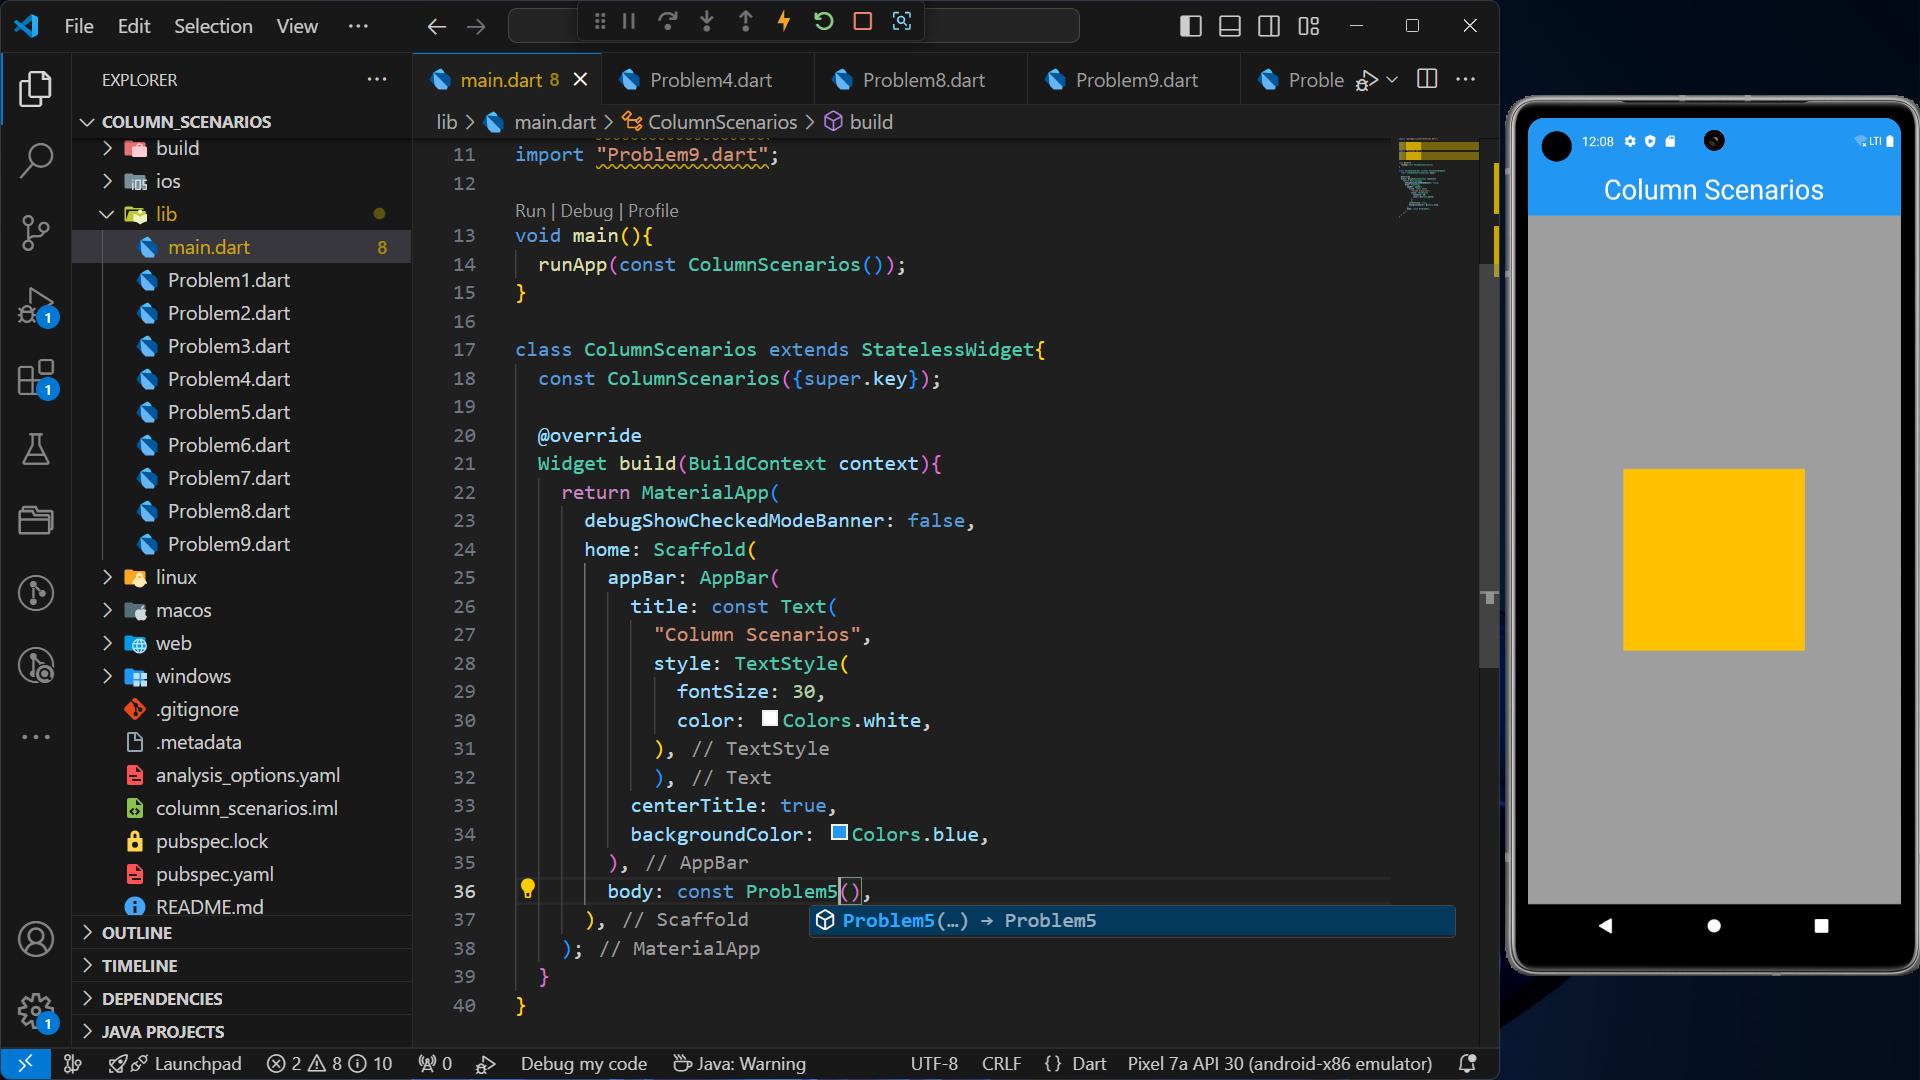 File Edit Selection View
EXPLORER
main.dart 8
Problem4.dart
Problem8.dart
Problem9.dart
Proble
COLUMN_SCENARIOS
lib > main.dart > ColumnScenarios > build
build
ios
lib
main.dart 8
Problem1.dart
Problem2.dart
Problem3.dart
Problem4.dart
Problem5.dart
Problem6.dart
Problem7.dart
Problem8.dart
Problem9.dart
linux
macos
web
windows
.gitignore
.metadata
analysis_options.yaml
column_scenarios.iml
pubspec.lock
pubspec.yaml
README.md
OUTLINE
TIMELINE
DEPENDENCIES
JAVA PROJECTS
1
1
1
11 import "Problem9.dart";
12
Run | Debug | Profile
13 void main(){
14 runApp(const ColumnScenarios());
15 }
16
17 class ColumnScenarios extends StatelessWidget{
18 const ColumnScenarios({super.key});
19
20 @override
21 Widget build(BuildContext context){
22 return MaterialApp(
23 debugShowCheckedModeBanner: false,
24 home: Scaffold(
25 appBar: AppBar(
26 title: const Text(
27 "Column Scenarios",
28 style: TextStyle(
29 fontSize: 30,
30 color: Colors.white,
31 ), // TextStyle
32 ), // Text
33 centerTitle: true,
34 backgroundColor: Colors.blue,
35 ), // AppBar
36 body: const Problem5(),
37 ), // Scaffold
Problem5(…) → Problem5
38 ); // MaterialApp
39 }
40 }
Launchpad 2 8 10 0 Debug my code Java: Warning UTF-8 CRLF {} Dart Pixel 7a API 30 (android-x86 emulator)
12:08
LTE
Column Scenarios